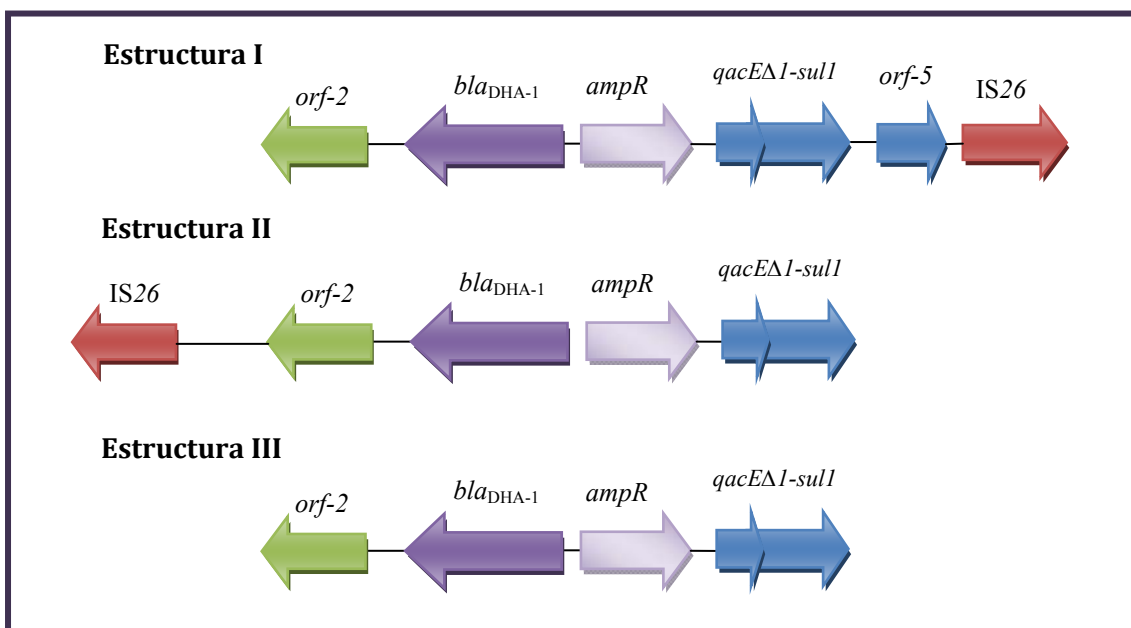 Estructura I
orf-2 blaDHA-1 ampR qacEΔ1-sul1 orf-5 IS26
Estructura II
IS26 orf-2 blaDHA-1 ampR qacEΔ1-sul1
Estructura III
orf-2 blaDHA-1 ampR qacEΔ1-sul1